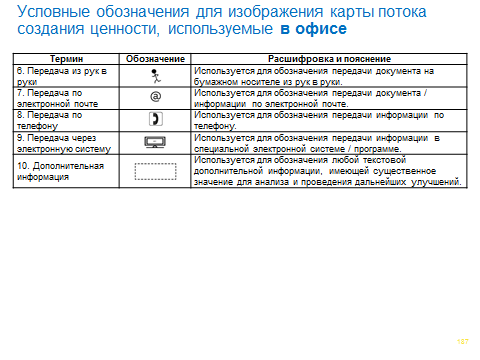 Условные обозначения для изображения карты потока
создания ценности, используемые в офисе
Термин Обозначение Расшифровка и пояснение
6. Передача из рук в
руки
Используется для обозначения передачи документа на
бумажном носителе из рук в руки.
7. Передача по
электронной почте
@
Используется для обозначения передачи документа /
информации по электронной почте.
8. Передача по
телефону
Используется для обозначения передачи информации по
телефону.
9. Передача через
электронную систему
Используется для обозначения передачи информации в
специальной электронной системе / программе.
10. Дополнительная
информация
Используется для обозначения любой текстовой
дополнительной информации, имеющей существенное
значение для анализа и проведения дальнейших улучшений.